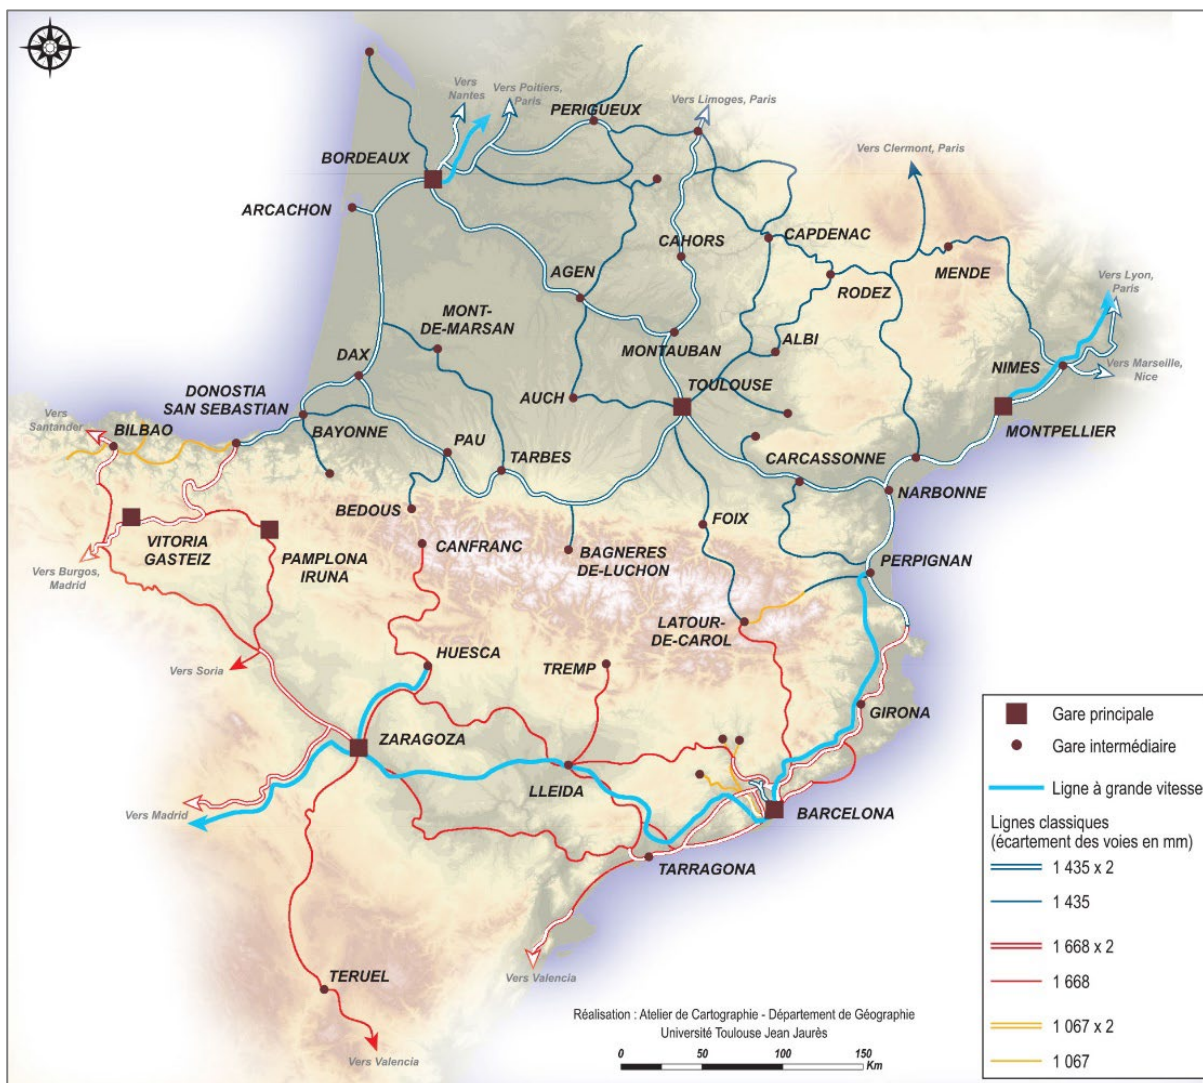 Vers
Nantes
Vers Poitiers,
Paris
PERIGUEUX
Vers Limoges, Paris
BORDEAUX
Vers Clermont, Paris
ARCACHON
CAHORS
CAPDENAC
AGEN
MENDE
RODEZ
Vers Lyon,
Paris
MONT-
DE-MARSAN
MONTAUBAN
ALBI
DAX
NIMES
Vers Marseille,
Nice
DONOSTIA
SAN SEBASTIAN
AUCH
TOULOUSE
Vers
Santander
BILBAO
BAYONNE
PAU
TARBES
CARCASSONNE
MONTPELLIER
NARBONNE
BEDOUS
FOIX
VITORIA
GASTEIZ
PAMPLONA
IRUNA
CANFRANC
BAGNERES
DE-LUCHON
PERPIGNAN
Vers Burgos,
Madrid
LATOUR-
DE-CAROL
HUESCA
TREMP
Vers Soria
GIRONA
ZARAGOZA
LLEIDA
BARCELONA
Vers Madrid
TARRAGONA
TERUEL
Vers Valencia
Vers Valencia
Gare principale
Gare intermédiaire
Ligne à grande vitesse
Lignes classiques
(écartement des voies en mm)
1 435 x 2
1 435
1 668 x 2
1 668
1 067 x 2
1 067
Réalisation : Atelier de Cartographie - Département de Géographie
Université Toulouse Jean Jaurès
0 50 100 150
Km